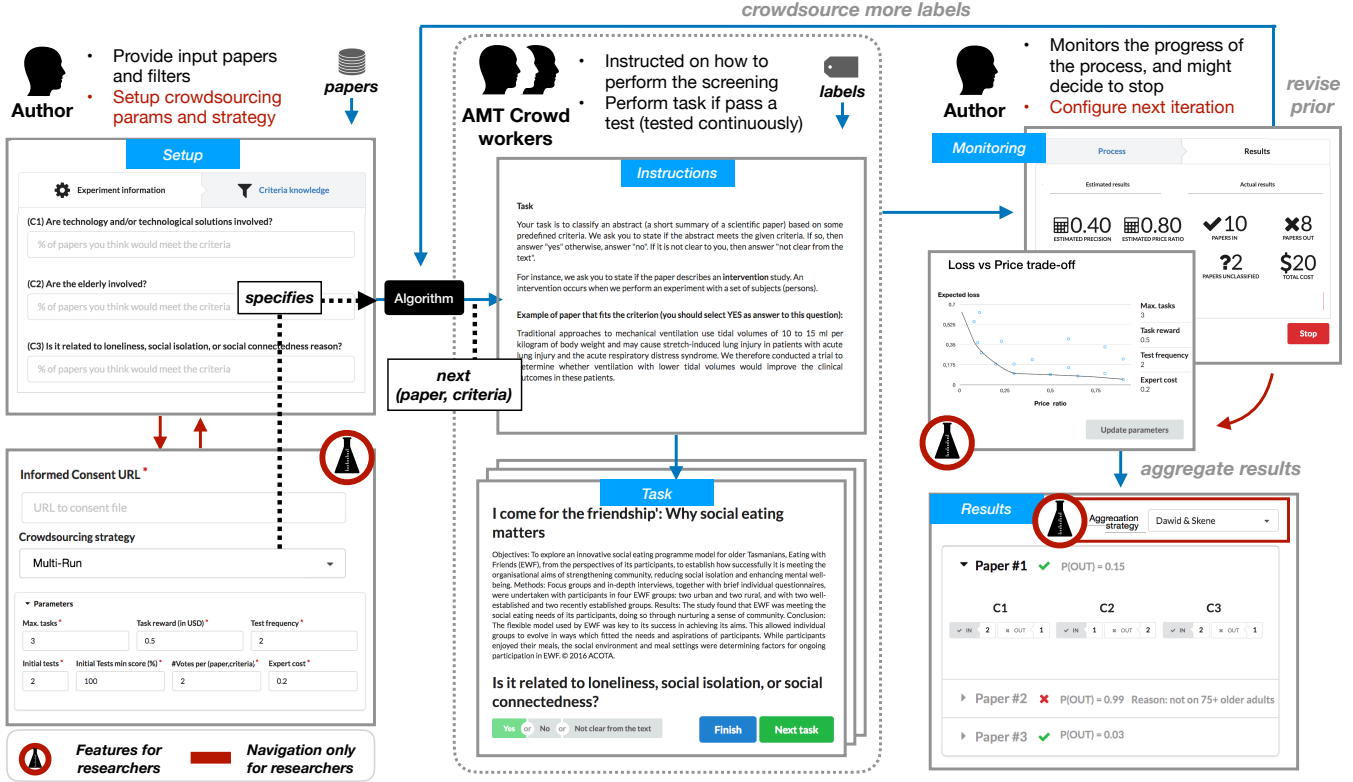 crowdsource more labels
Author
• Provide input papers
and filters
• Setup crowdsourcing
params and strategy
papers
Setup
Experiment information
Criteria knowledge
(C1) Are technology and/or technological solutions involved?
% of papers you think would meet the criteria
(C2) Are the elderly involved?
% of papers you think would meet the criteria
(C3) Is it related to loneliness, social isolation, or social connectedness reason?
% of papers you think would meet the criteria
specifies
Algorithm
next
(paper, criteria)
Informed Consent URL *
URL to consent file
Crowdsourcing strategy
Multi-Run
Parameters
Max. tasks * Task reward (in USD) * Test frequency *
3 0.5 2
Initial tests * Initial Tests min score (%) * #Votes per (paper,criteria) * Expert cost *
2 100 2 0.2
Features for
researchers
Navigation only
for researchers
AMT Crowd
workers
• Instructed on how to
perform the screening
• Perform task if pass a
test (tested continuously)
labels
Instructions
Task
Your task is to classify an abstract (a short summary of a scientific paper) based on some
predefined criteria. We ask you to state if the abstract meets the given criteria. If so, then
answer "yes" otherwise, answer "no". If it is not clear to you, then answer "not clear from the
text".
For instance, we ask you to state if the paper describes an intervention study. An
intervention occurs when we perform an experiment with a set of subjects (persons).
Example of paper that fits the criterion (you should select YES as answer to this question):
Traditional approaches to mechanical ventilation use tidal volumes of 10 to 15 ml per
kilogram of body weight and may cause stretch-induced lung injury in patients with acute
lung injury and the acute respiratory distress syndrome. We therefore conducted a trial to
determine whether ventilation with lower tidal volumes would improve the clinical
outcomes in these patients.
Task
I come for the friendship': Why social eating
matters
Objectives: To explore an innovative social eating programme model for older Tasmanians, Eating with
Friends (EWF), from the perspectives of its participants, to establish how successfully it is meeting the
organisational aims of strengthening community, reducing social isolation and enhancing mental well-
being. Methods: Focus groups and in-depth interviews, together with brief individual questionnaires,
were undertaken with participants in four EWF groups: two urban and two rural, and with two well-
established and two recently established groups. Results: The study found that EWF was meeting the
social eating needs of its participants, doing so through nurturing a sense of community. Conclusion:
The flexible model used by EWF was key to its success in achieving its aims. This allowed individual
groups to evolve in ways which fitted the needs and aspirations of participants. While participants
enjoyed their meals, the social environment and meal settings were determining factors for ongoing
participation in EWF. © 2016 ACOTA.
Is it related to loneliness, social isolation, or social
connectedness?
Yes or No or Not clear from the text
Finish
Next task
Author
• Monitors the progress of
the process, and might
decide to stop
• Configure next iteration
revise
prior
Monitoring
Process
Results
Estimated results
Actual results
0.40
ESTIMATED PRECISION
0.80
ESTIMATED PRICE RATIO
10
PAPERS IN
8
PAPERS OUT
?2
PAPERS UNCLASSIFIED
$20
TOTAL COST
Stop
Loss vs Price trade-off
Expected loss
0.7
0,525
0,35
0,175
0
0 0,25 0,5 0,75
Price ratio
Max. tasks
3
Task reward
0.5
Test frequency
2
Expert cost
0.2
Update parameters
aggregate results
Results
Aggregation
strategy
Dawid & Skene
Paper #1 P(OUT) = 0.15
C1 C2 C3
IN 2 OUT 1 IN 1 OUT 2 IN 2 OUT 1
Paper #2 P(OUT) = 0.99 Reason: not on 75+ older adults
Paper #3 P(OUT) = 0.03